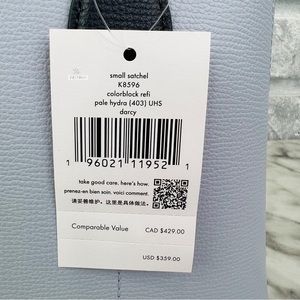 small satchel
K8596
colorblock refi
pale hydra (403) UHS
darcy
1 96021 11952 1
take good care. here's how.
prenez-en bien soin. voici comment.
请妥善维护，这里是具体做法。
Comparable Value
CAD $429.00
USD $359.00